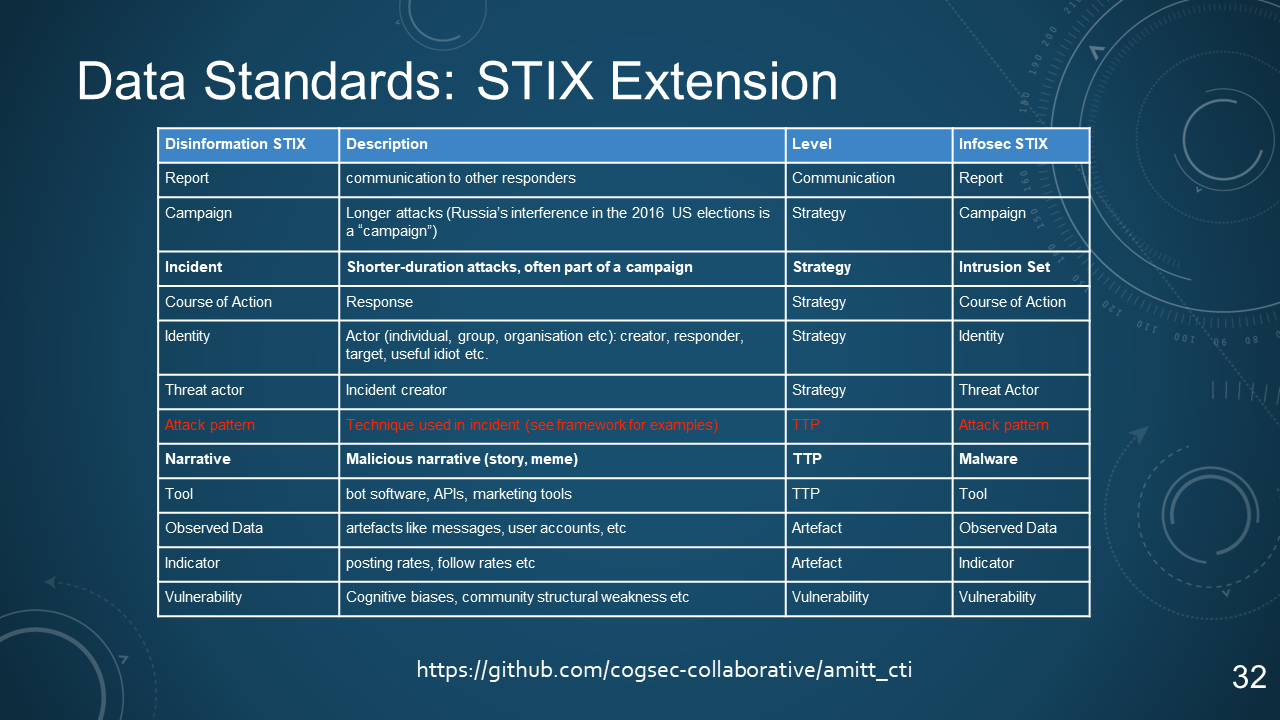 Data Standards: STIX Extension
Disinformation STIX Description Level Infosec STIX
Report communication to other responders Communication Report
Campaign Longer attacks (Russia’s interference in the 2016 US elections is Strategy Campaign
a “campaign”)
Incident Shorter-duration attacks, often part of a campaign Strategy Intrusion Set
Course of Action Response Strategy Course of Action
Identity Actor (individual, group, organisation etc): creator, responder, Strategy Identity
target, useful idiot etc.
Threat actor Incident creator Strategy Threat Actor
Attack pattern Technique used in incident (see framework for examples) TTP Attack pattern
Narrative Malicious narrative (story, meme) TTP Malware
Tool bot software, APIs, marketing tools TTP Tool
Observed Data artefacts like messages, user accounts, etc Artefact Observed Data
Indicator posting rates, follow rates etc Artefact Indicator
Vulnerability Cognitive biases, community structural weakness etc Vulnerability Vulnerability
https://github.com/cogsec-collaborative/amitt_cti
32